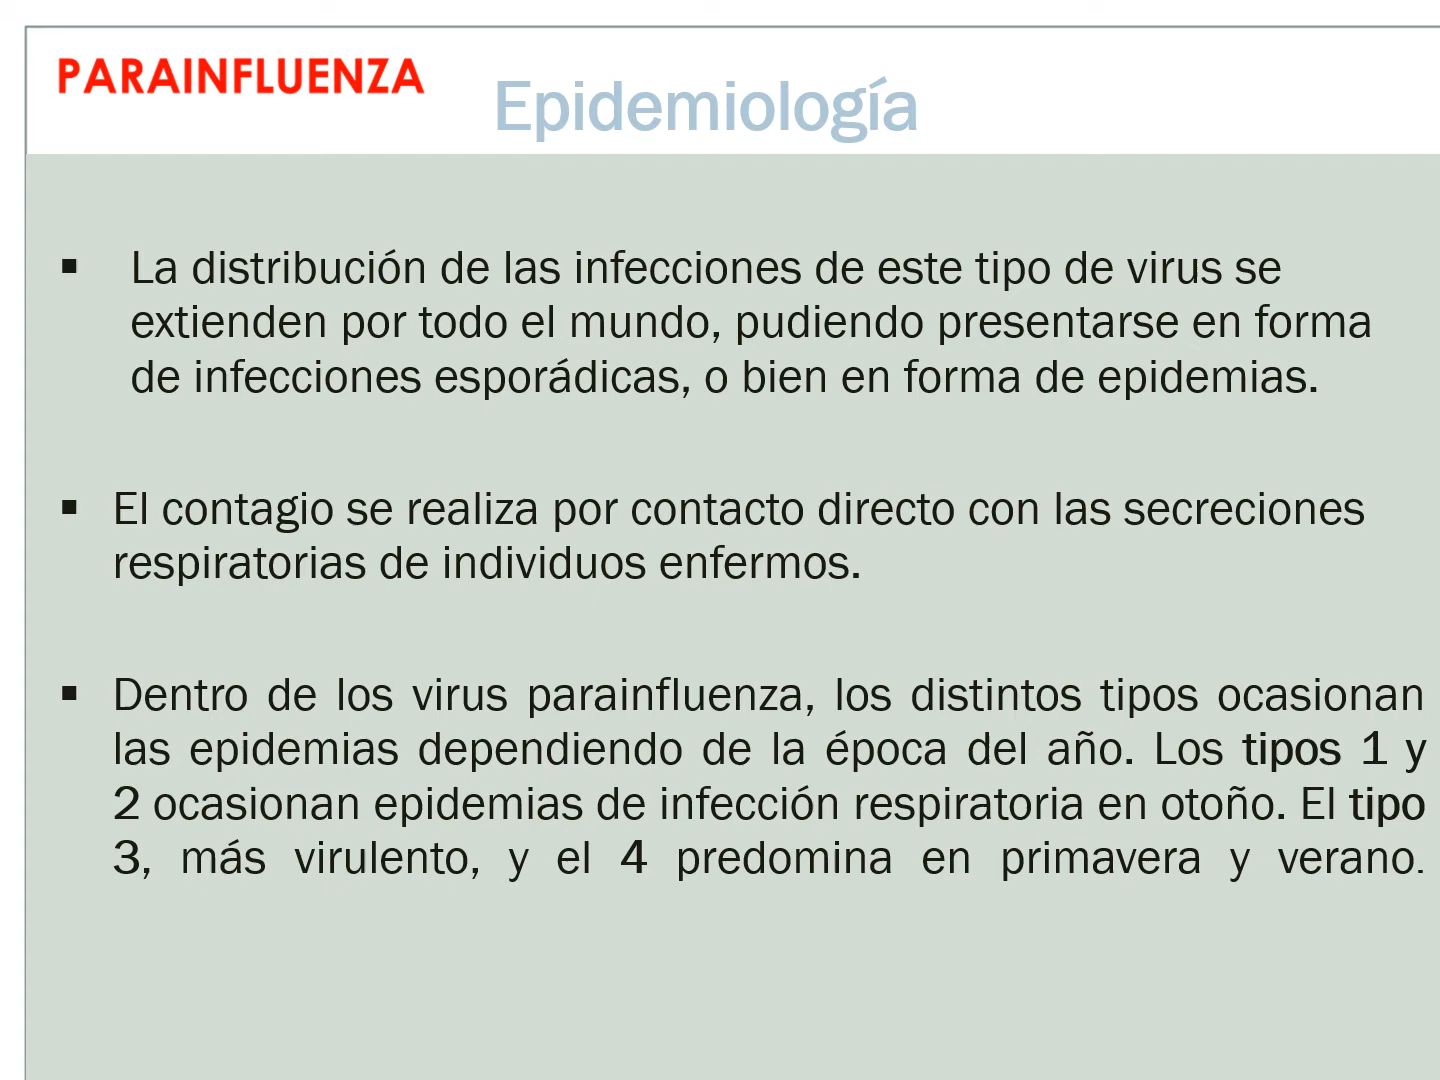 PARAINFLUENZA
Epidemiología
▪ La distribución de las infecciones de este tipo de virus se
extienden por todo el mundo, pudiendo presentarse en forma
de infecciones esporádicas, o bien en forma de epidemias.
▪ El contagio se realiza por contacto directo con las secreciones
respiratorias de individuos enfermos.
▪ Dentro de los virus parainfluenza, los distintos tipos ocasionan
las epidemias dependiendo de la época del año. Los tipos 1 y
2 ocasionan epidemias de infección respiratoria en otoño. El tipo
3, más virulento, y el 4 predomina en primavera y verano.